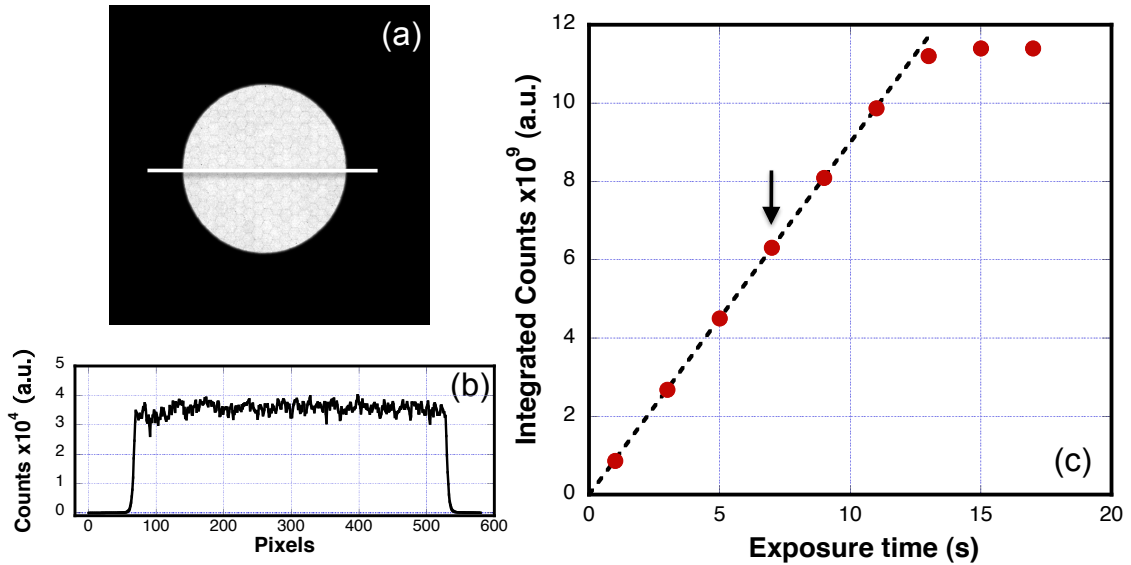 (a)
5
4
3
2
1
0
Counts x10^4 (a.u.)
(b)
0 100 200 300 400 500 600
Pixels
12
10
8
6
4
2
0
Integrated Counts x10^9 (a.u.)
(c)
0 5 10 15 20
Exposure time (s)